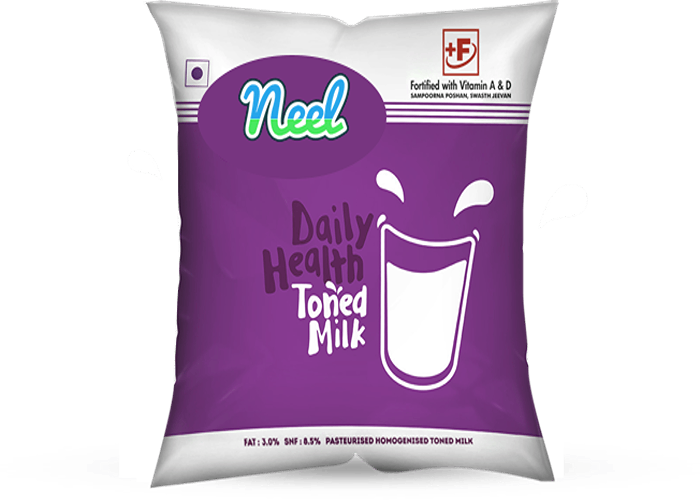 +F
Fortified with Vitamin A & D
SAMPOORNA POSHAN, SWASTH JEEVAN
Neel
Daily
Health
Toned
Milk
FAT : 3.0% SNF : 8.5% PASTEURISED HOMOGENISED TONED MILK